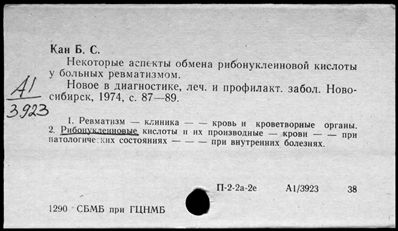 Кан Б. С.
Некоторые аспекты обмена рибонуклеиновой кислоты
у больных ревматизмом.
Новое в диагностике, леч. и профилакт. забол. Ново-
сибирск, 1974, с. 87—89.
А1
3923
1. Ревматизм — клиника — — кровь и кроветворные органы.
2. Рибонуклеиновые кислоты и их производные — крови — — при
патологических состояниях — — — при внутренних болезнях.
П-2-2а-2е А1/3923 38
1290 СБМБ при ГЦНМБ